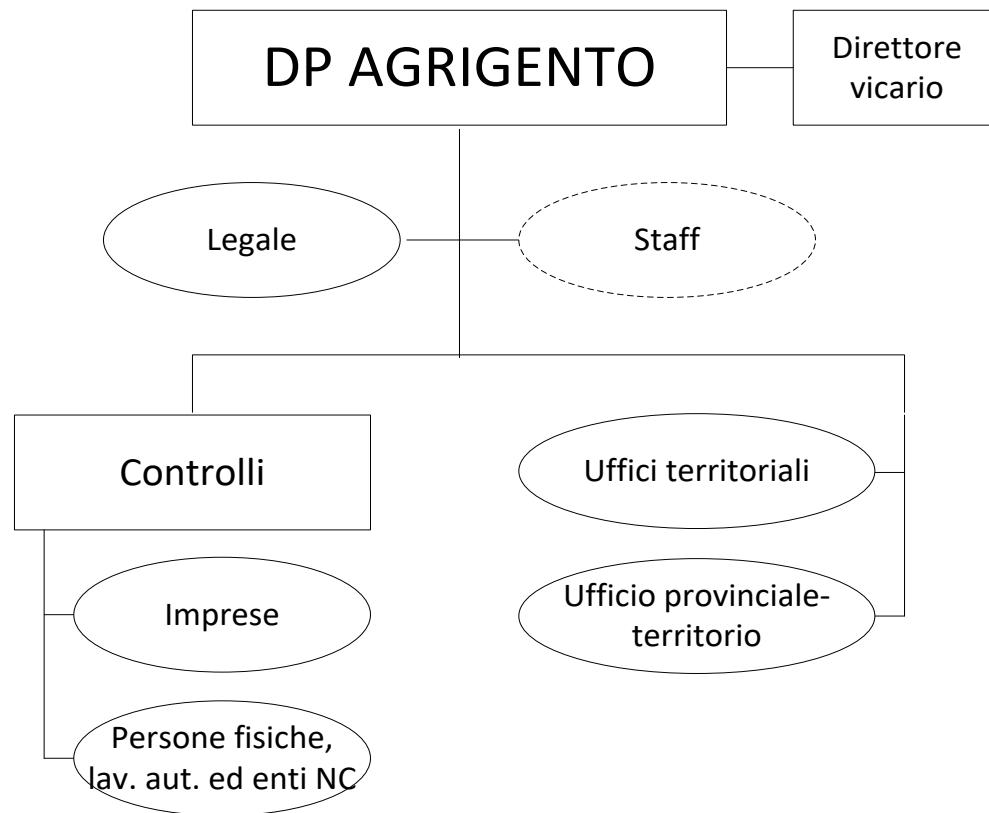 DP AGRIGENTO
Direttore
vicario
Legale
Staff
Controlli
Uffici territoriali
Imprese
Ufficio provinciale-
territorio
Persone fisiche,
lav. aut. ed enti NC